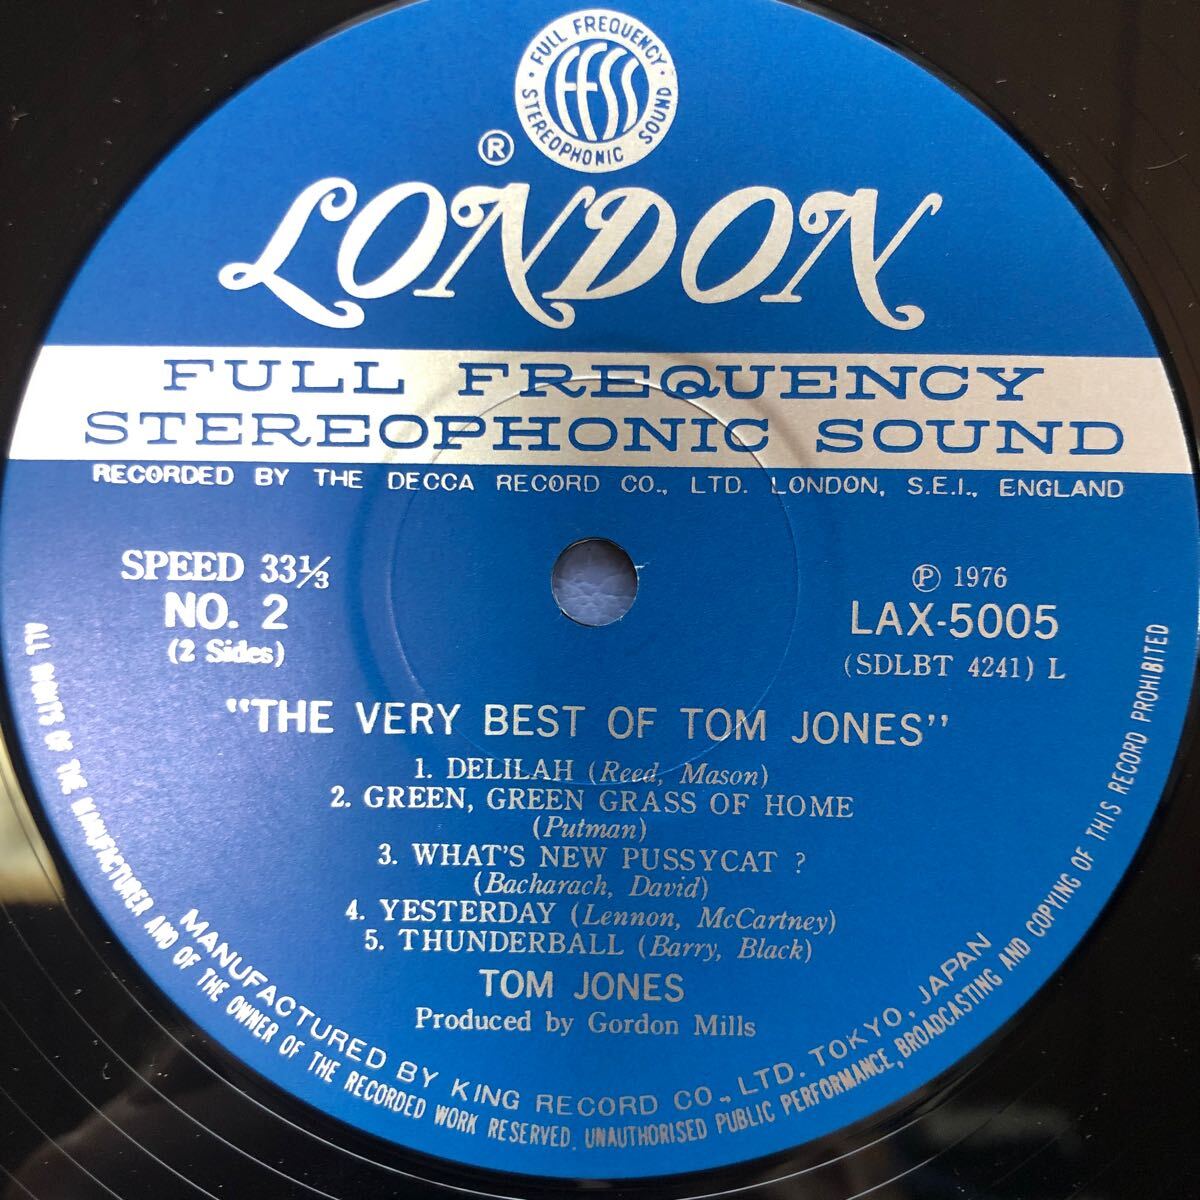 FULL FREQUENCY
STEREOPHONIC SOUND
FFSS
®
LONDON
FULL FREQUENCY
STEREOPHONIC SOUND
RECORDED BY THE DECCA RECORD CO., LTD. LONDON, S.E.I., ENGLAND
SPEED 33⅓
NO. 2
(2 Sides)
Ⓟ 1976
LAX-5005
(SDLBT 4241) L
"THE VERY BEST OF TOM JONES"
1. DELILAH (Reed, Mason)
2. GREEN, GREEN GRASS OF HOME
(Putman)
3. WHAT'S NEW PUSSYCAT ?
(Bacharach, David)
4. YESTERDAY (Lennon, McCartney)
5. THUNDERBALL (Barry, Black)
TOM JONES
Produced by Gordon Mills
MANUFACTURED BY KING RECORD CO., LTD. TOKYO, JAPAN
ALL RIGHTS OF THE MANUFACTURER AND OF THE OWNER OF THE RECORDED WORK RESERVED. UNAUTHORISED PUBLIC PERFORMANCE, BROADCASTING AND COPYING OF THIS RECORD PROHIBITED